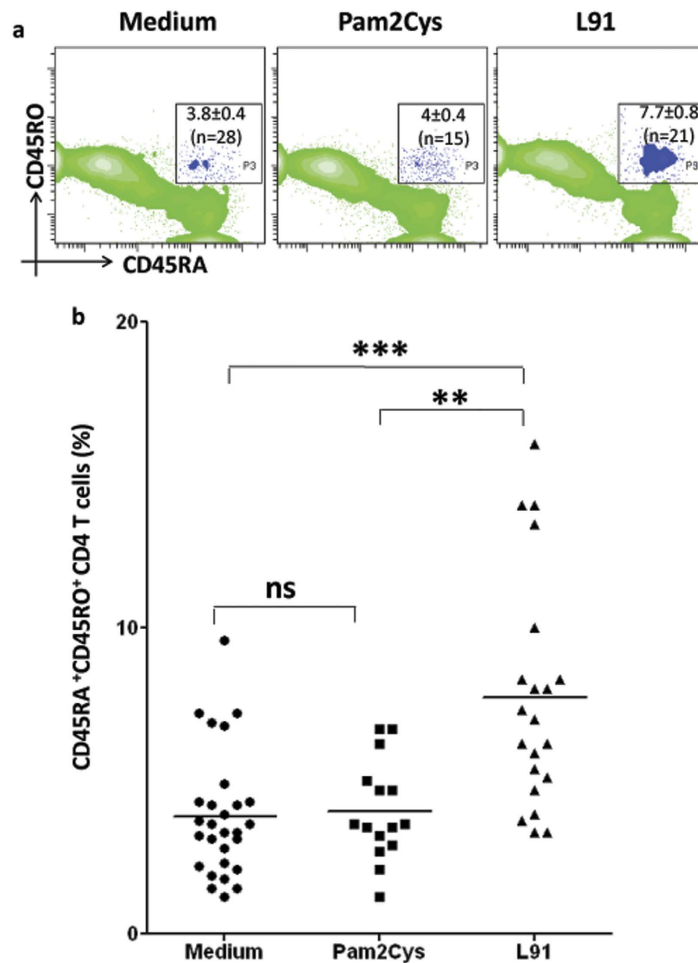 a
Medium
Pam2Cys
L91
CD45RO
3.8±0.4
(n=28)
P3
4±0.4
(n=15)
P3
7.7±0.8
(n=21)
P3
CD45RA
b
CD45RA⁺CD45RO⁺ CD4 T cells (%)
20
10
0
***
**
ns
Medium
Pam2Cys
L91